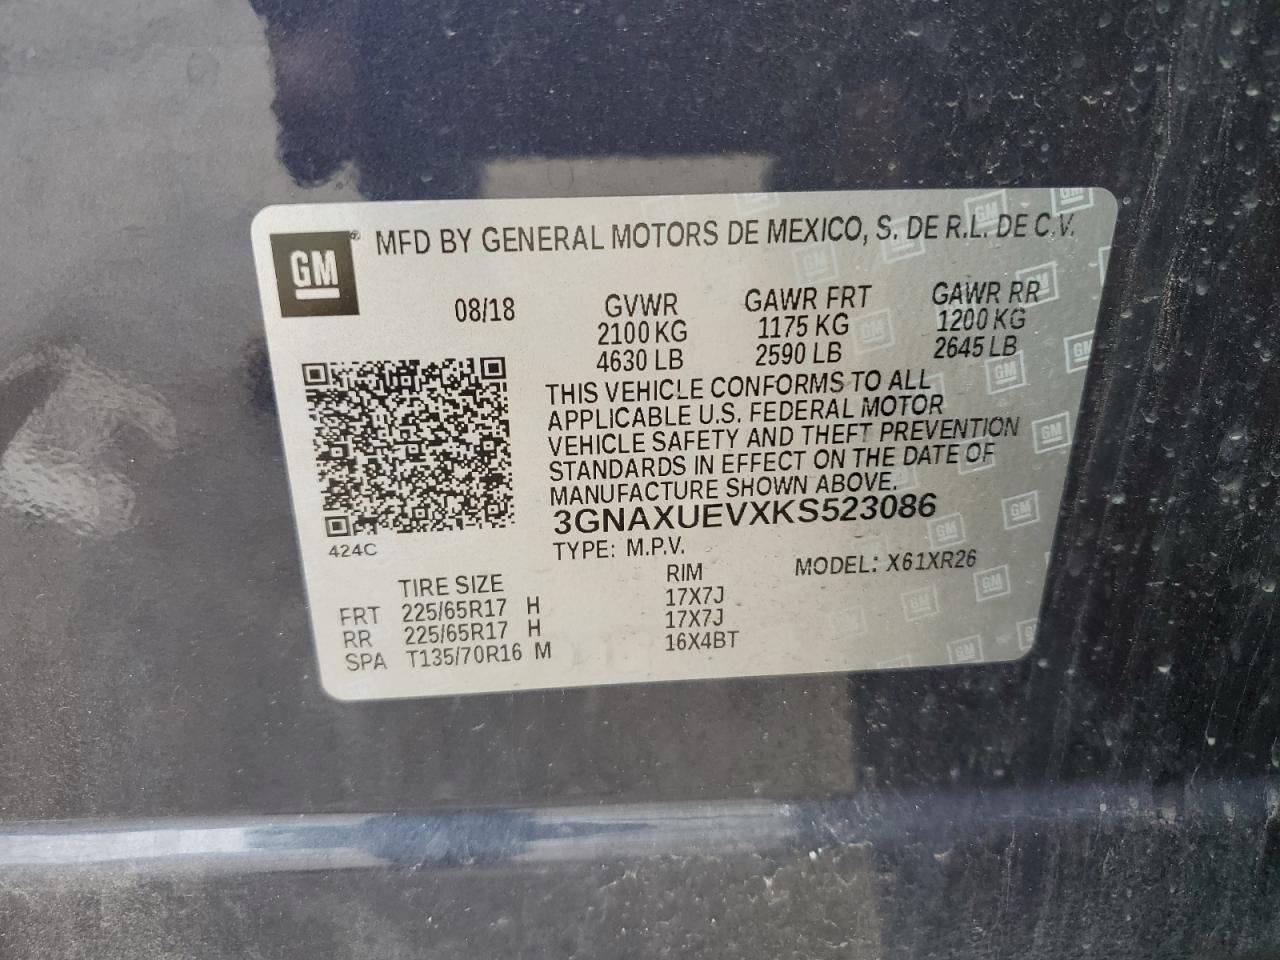 GM® MFD BY GENERAL MOTORS DE MEXICO, S. DE R.L. DE C.V.
08/18 GVWR GAWR FRT GAWR RR
2100 KG 1175 KG 1200 KG
4630 LB 2590 LB 2645 LB
THIS VEHICLE CONFORMS TO ALL
APPLICABLE U.S. FEDERAL MOTOR
VEHICLE SAFETY AND THEFT PREVENTION
STANDARDS IN EFFECT ON THE DATE OF
MANUFACTURE SHOWN ABOVE.
3GNAXUEVXKS523086
424C
TYPE: M.P.V. MODEL: X61XR26
TIRE SIZE RIM
FRT 225/65R17 H 17X7J
RR 225/65R17 H 17X7J
SPA T135/70R16 M 16X4BT